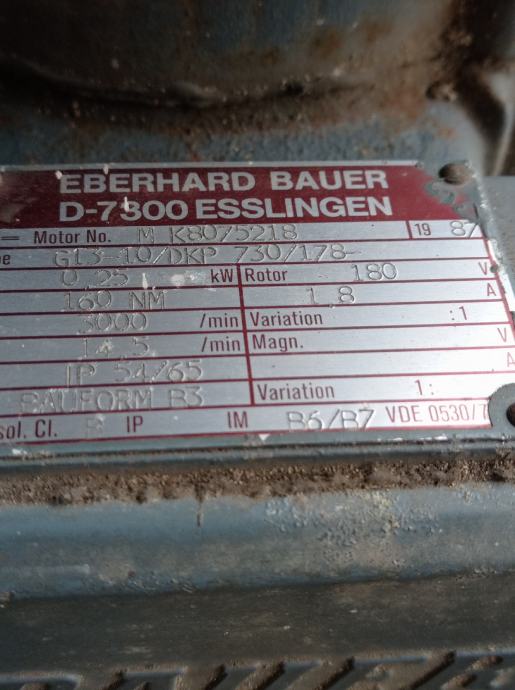 EBERHARD BAUER
D-7300 ESSLINGEN
Motor No. M K8075218 19 87
G13-10/DKP 730/178-
0,25 kW Rotor 180 V
160 NM 1,8 A
3000 /min Variation :1
14,5 /min Magn. V
IP 54/65 A
BAUFORM B3 Variation 1:
sol. Cl. IP IM B6/B7 VDE 0530/7